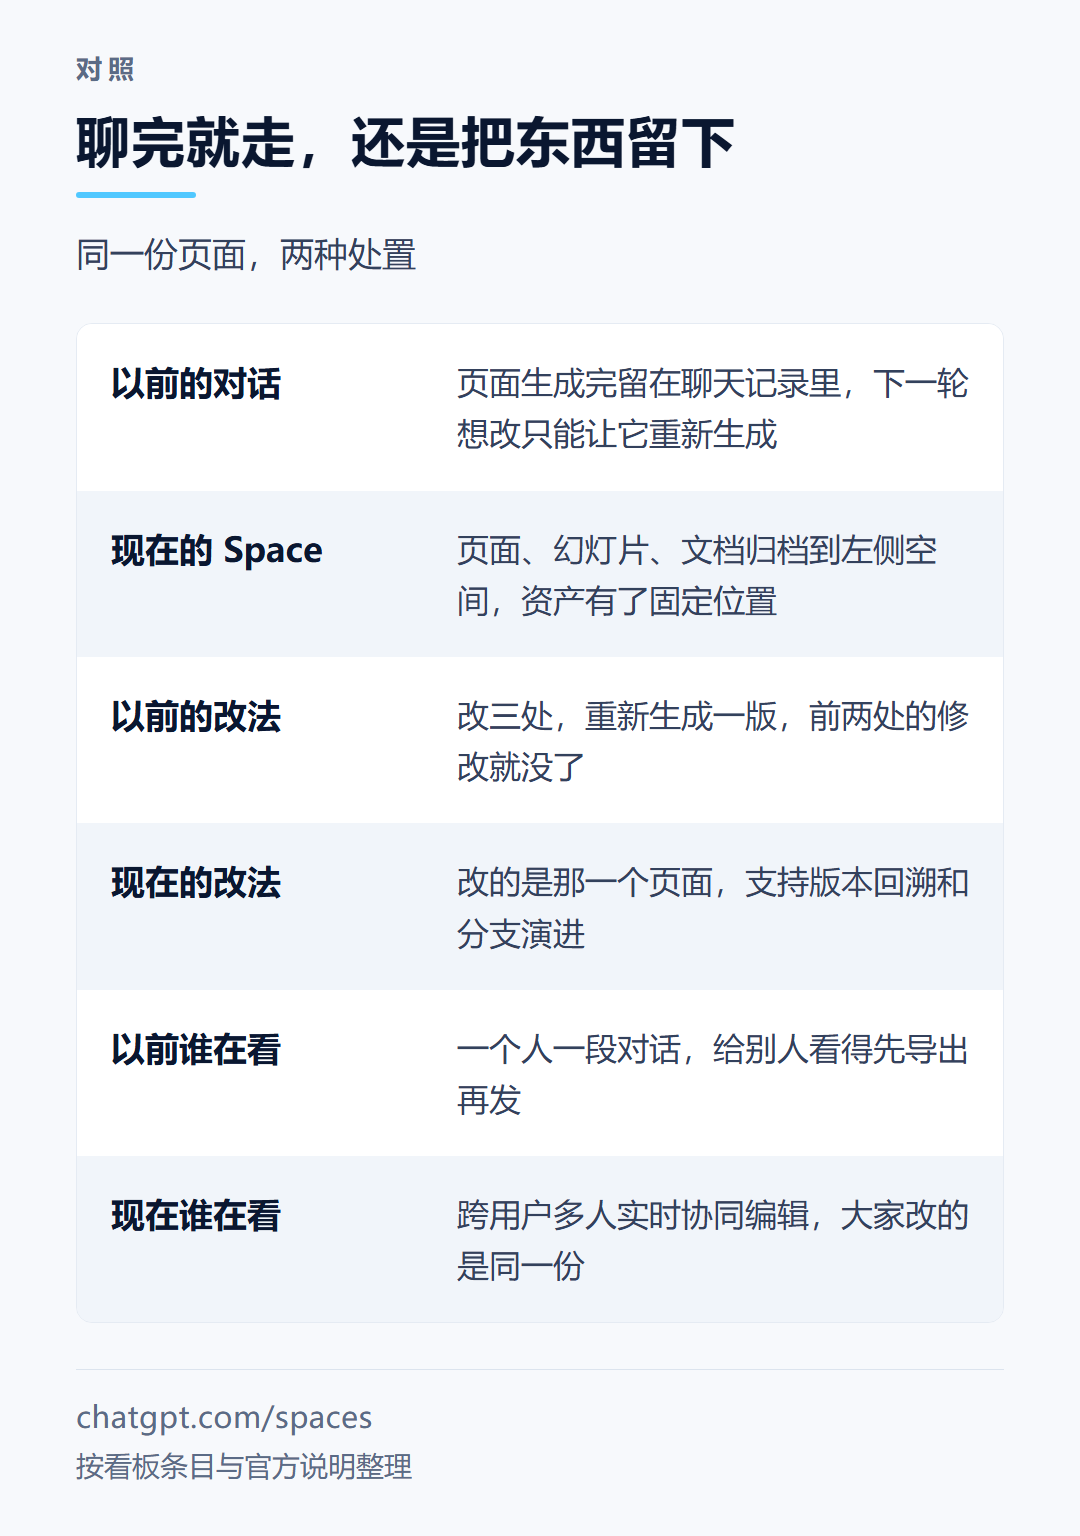 对照
聊完就走，还是把东西留下
同一份页面，两种处置
以前的对话
页面生成完留在聊天记录里，下一轮
想改只能让它重新生成
现在的 Space
页面、幻灯片、文档归档到左侧空
间，资产有了固定位置
以前的改法
改三处，重新生成一版，前两处的修
改就没了
现在的改法
改的是那一个页面，支持版本回溯和
分支演进
以前谁在看
一个人一段对话，给别人看得先导出
再发
现在谁在看
跨用户多人实时协同编辑，大家改的
是同一份
chatgpt.com/spaces
按看板条目与官方说明整理